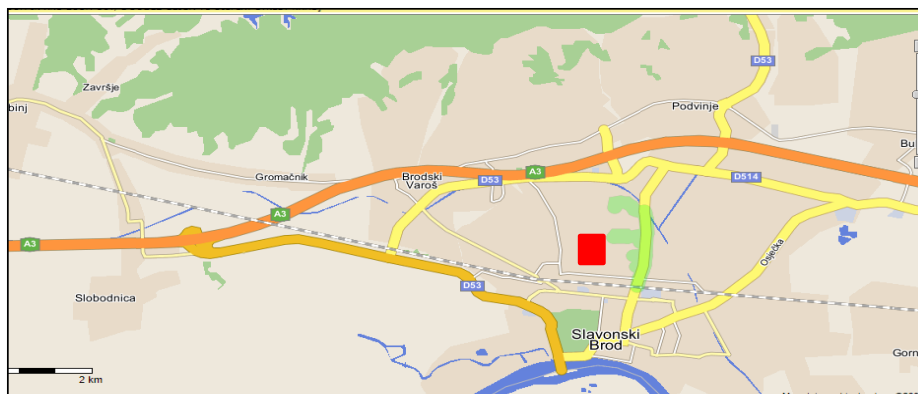 D53
Završje
binj
Podvinje
Bu
Gromačnik
Brodski
Varoš
D53
A3
D514
A3
A3
Osječka
D53
Slobodnica
Slavonski
Brod
Gorn
2 km